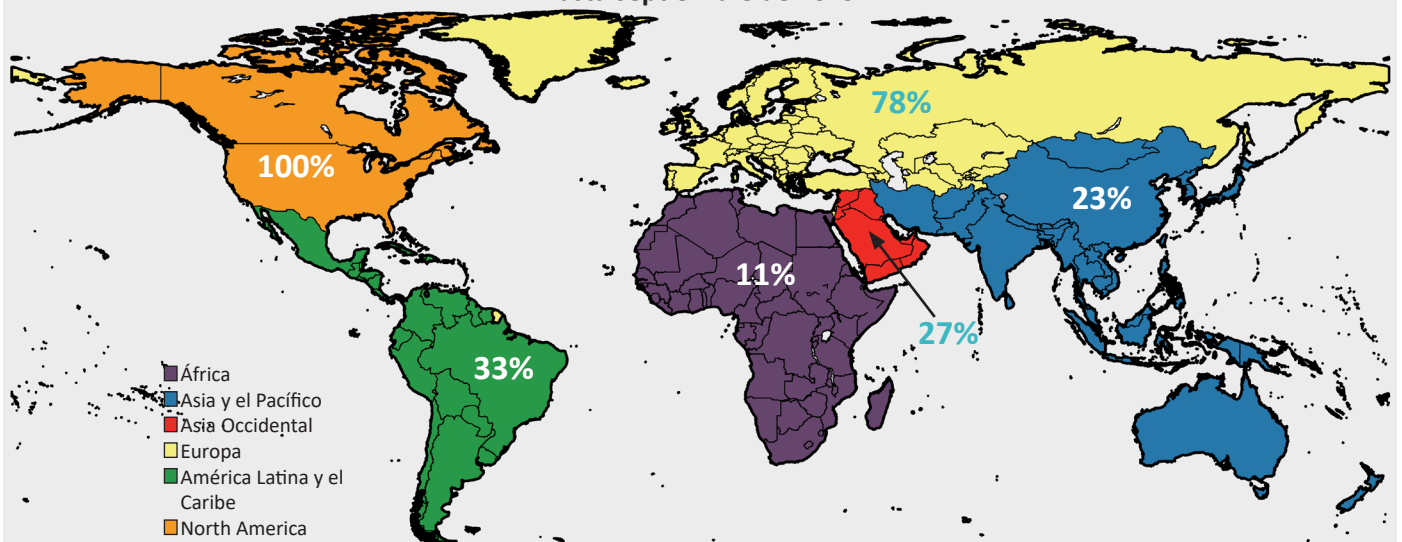 78%
100%
23%
11%
27%
33%
África
Asia y el Pacífico
Asia Occidental
Europa
América Latina y el
Caribe
North America